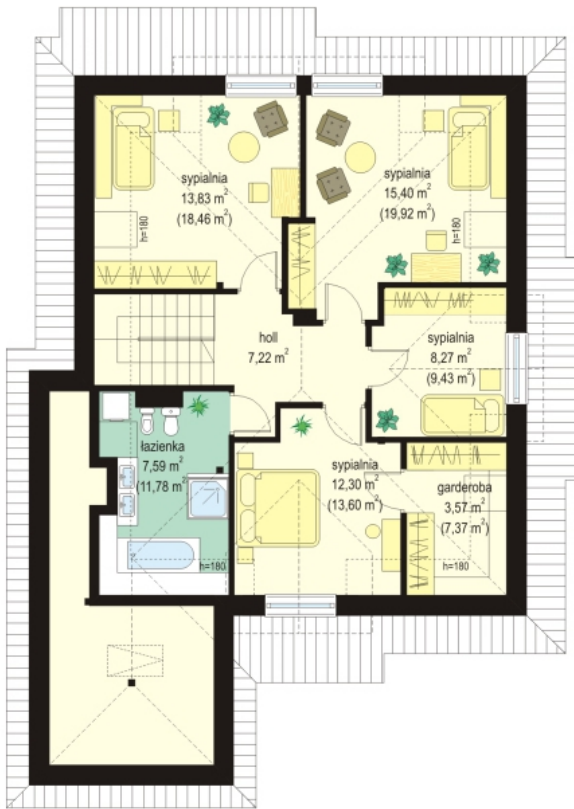 sypialnia
13,83 m²
(18,46 m²)
h=180
sypialnia
15,40 m²
(19,92 m²)
h=180
holl
7,22 m²
sypialnia
8,27 m²
(9,43 m²)
łazienka
7,59 m²
(11,78 m²)
h=180
sypialnia
12,30 m²
(13,60 m²)
garderoba
3,57 m²
(7,37 m²)
h=180